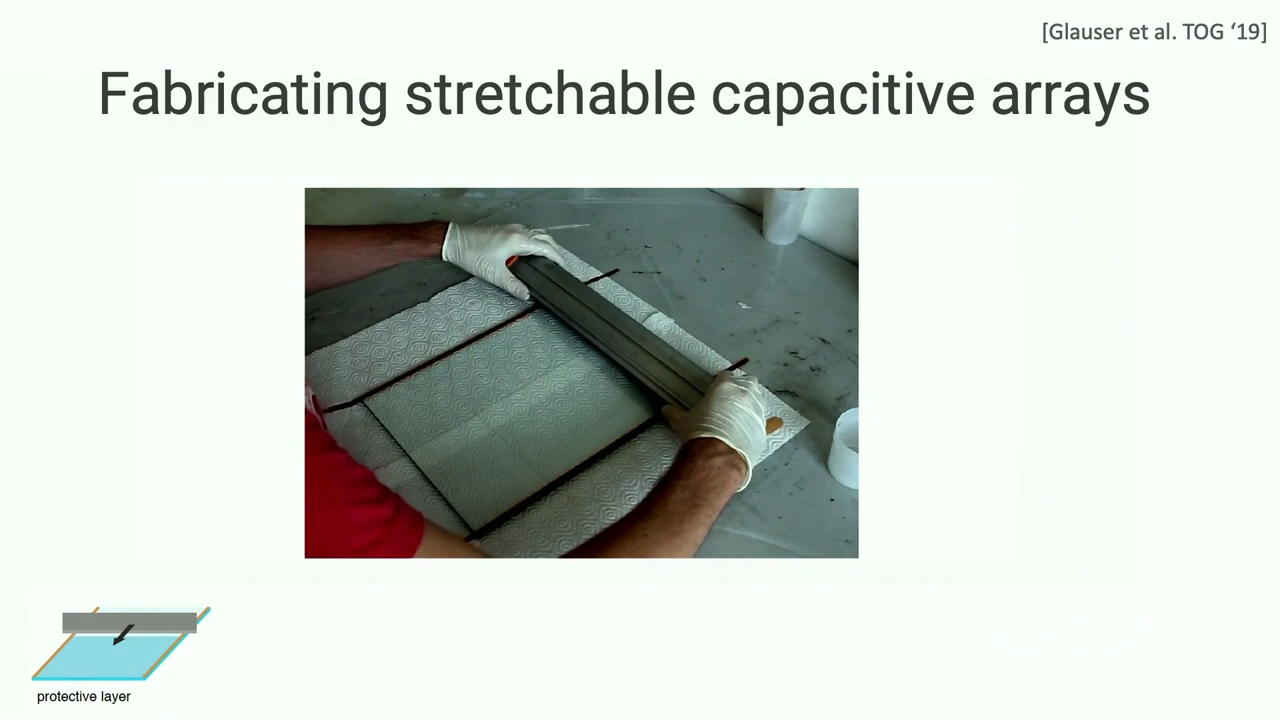 [Glauser et al. TOG ‘19]
Fabricating stretchable capacitive arrays
protective layer